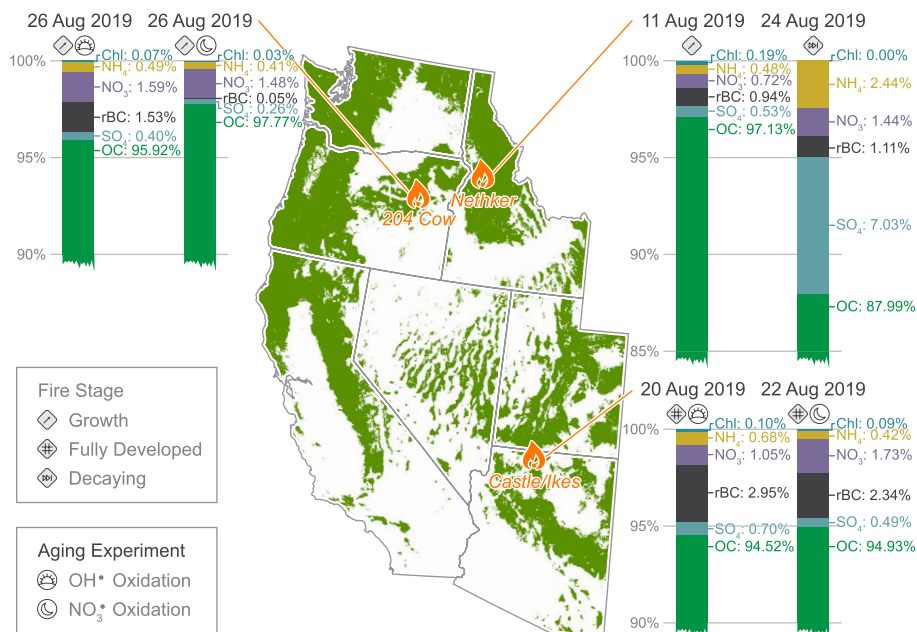 26 Aug 2019
26 Aug 2019
100%
95%
90%
Chl: 0.07%
NH₄: 0.49%
NO₃: 1.59%
rBC: 1.53%
SO₄: 0.40%
OC: 95.92%
Chl: 0.03%
NH₄: 0.41%
NO₃: 1.48%
rBC: 0.05%
SO₄: 0.26%
OC: 97.77%
11 Aug 2019
24 Aug 2019
100%
95%
90%
85%
Chl: 0.19%
NH₄: 0.48%
NO₃: 0.72%
rBC: 0.94%
SO₄: 0.53%
OC: 97.13%
Chl: 0.00%
NH₄: 2.44%
NO₃: 1.44%
rBC: 1.11%
SO₄: 7.03%
OC: 87.99%
204 Cow
Nethker
Castle/Ikes
20 Aug 2019
22 Aug 2019
100%
95%
90%
Chl: 0.10%
NH₄: 0.68%
NO₃: 1.05%
rBC: 2.95%
SO₄: 0.70%
OC: 94.52%
Chl: 0.09%
NH₄: 0.42%
NO₃: 1.73%
rBC: 2.34%
SO₄: 0.49%
OC: 94.93%
Fire Stage
Growth
Fully Developed
Decaying
Aging Experiment
OH• Oxidation
NO₃• Oxidation